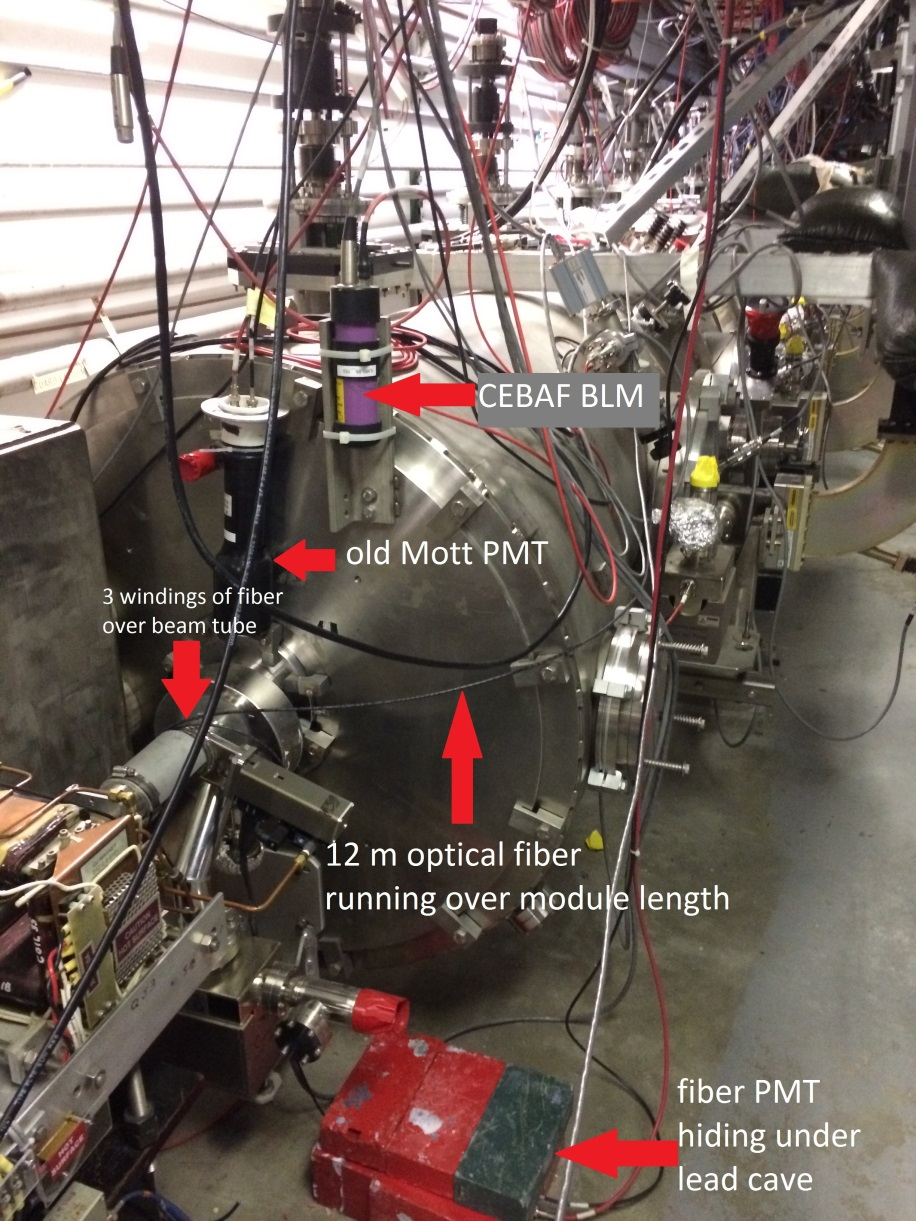 CEBAF BLM
old Mott PMT
3 windings of fiber
over beam tube
12 m optical fiber
running over module length
fiber PMT
hiding under
lead cave